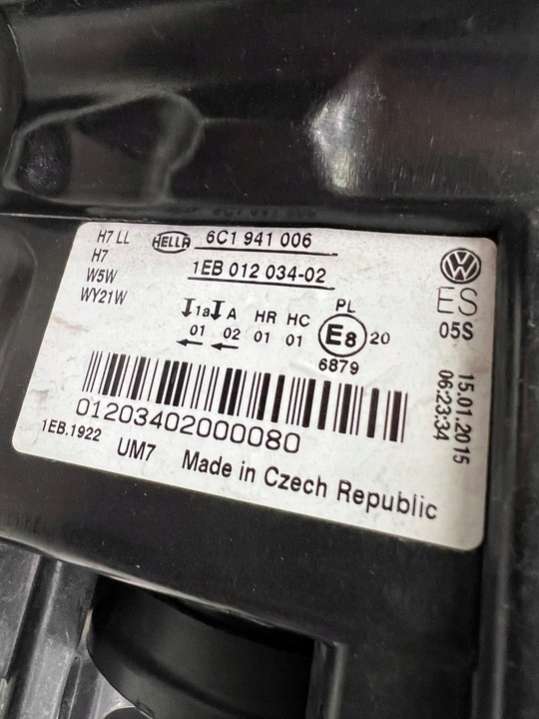 H7 LL
H7
W5W
WY21W
HELLA
6C1 941 006
1EB 012 034-02
1a A HR HC
01 02 01 01
PL
E8 20
6879
VW
ES
05S
15.01.2015
06:23:34
01203402000080
1EB.1922
UM7
Made in Czech Republic